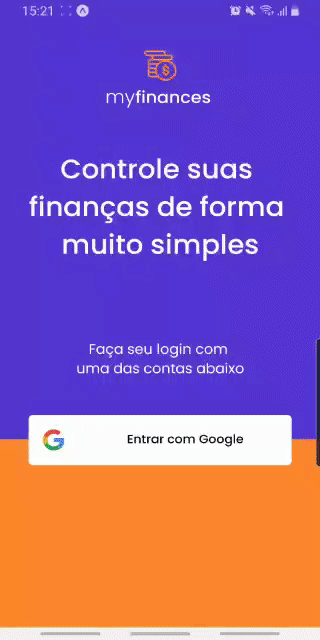 15:21
myfinances
Controle suas
finanças de forma
muito simples
Faça seu login com
uma das contas abaixo
Entrar com Google